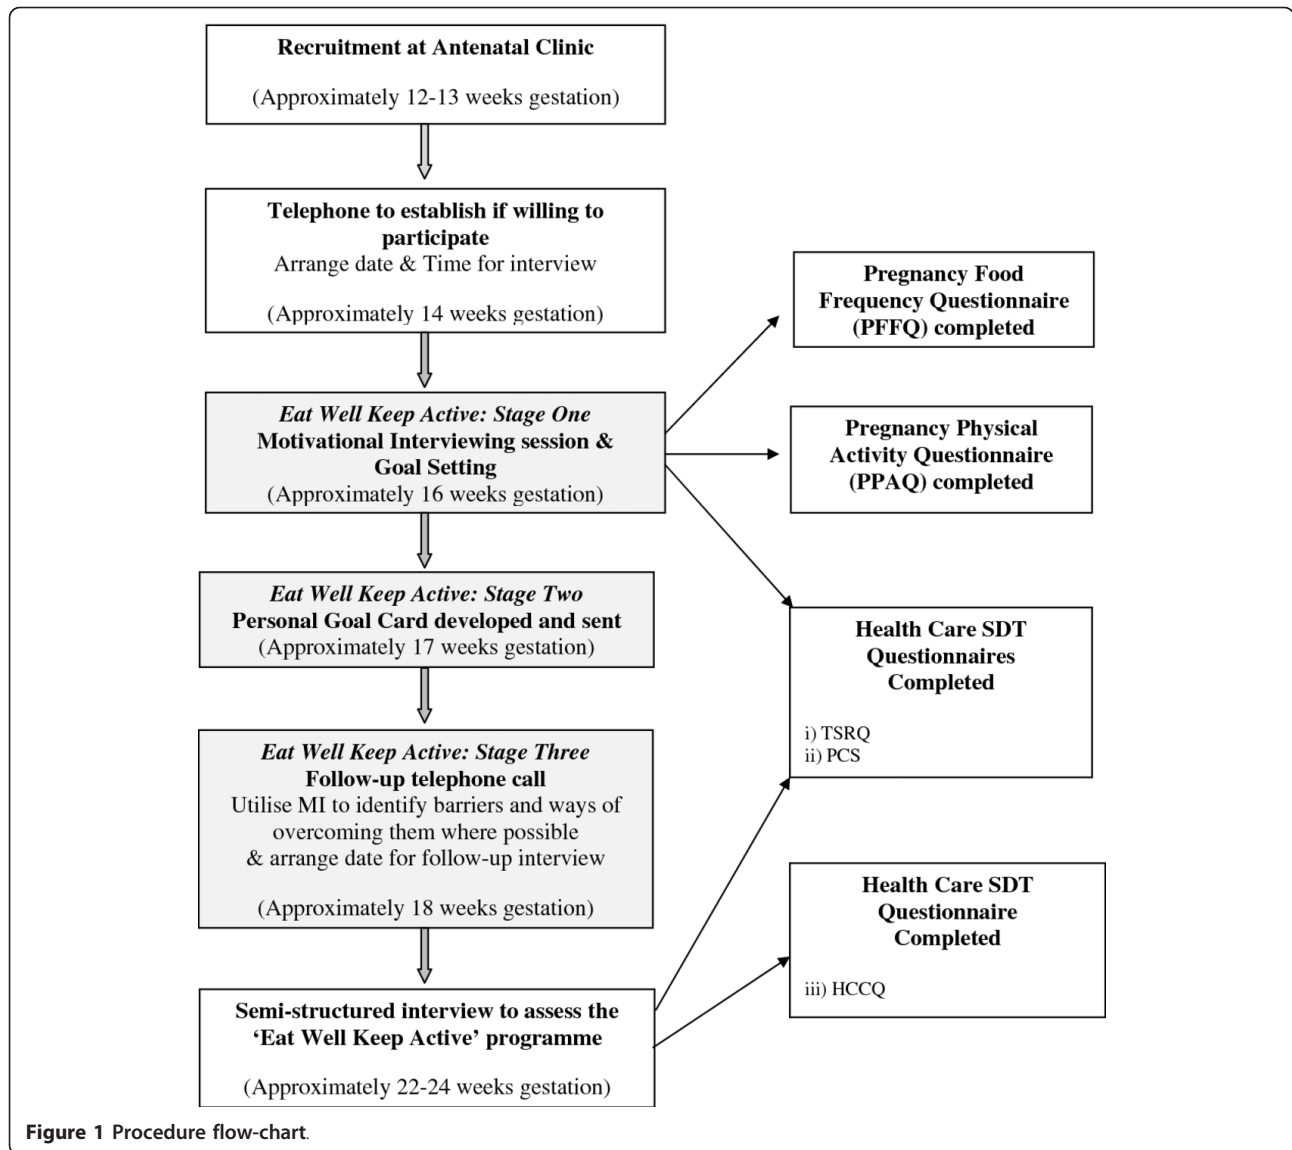 Recruitment at Antenatal Clinic
(Approximately 12-13 weeks gestation)
Telephone to establish if willing to
participate
Arrange date & Time for interview
(Approximately 14 weeks gestation)
Eat Well Keep Active: Stage One
Motivational Interviewing session &
Goal Setting
(Approximately 16 weeks gestation)
Eat Well Keep Active: Stage Two
Personal Goal Card developed and sent
(Approximately 17 weeks gestation)
Eat Well Keep Active: Stage Three
Follow-up telephone call
Utilise MI to identify barriers and ways of
overcoming them where possible
& arrange date for follow-up interview
(Approximately 18 weeks gestation)
Semi-structured interview to assess the
‘Eat Well Keep Active’ programme
(Approximately 22-24 weeks gestation)
Pregnancy Food
Frequency Questionnaire
(PFFQ) completed
Pregnancy Physical
Activity Questionnaire
(PPAQ) completed
Health Care SDT
Questionnaires
Completed
i) TSRQ
ii) PCS
Health Care SDT
Questionnaire
Completed
iii) HCCQ
Figure 1 Procedure flow-chart.